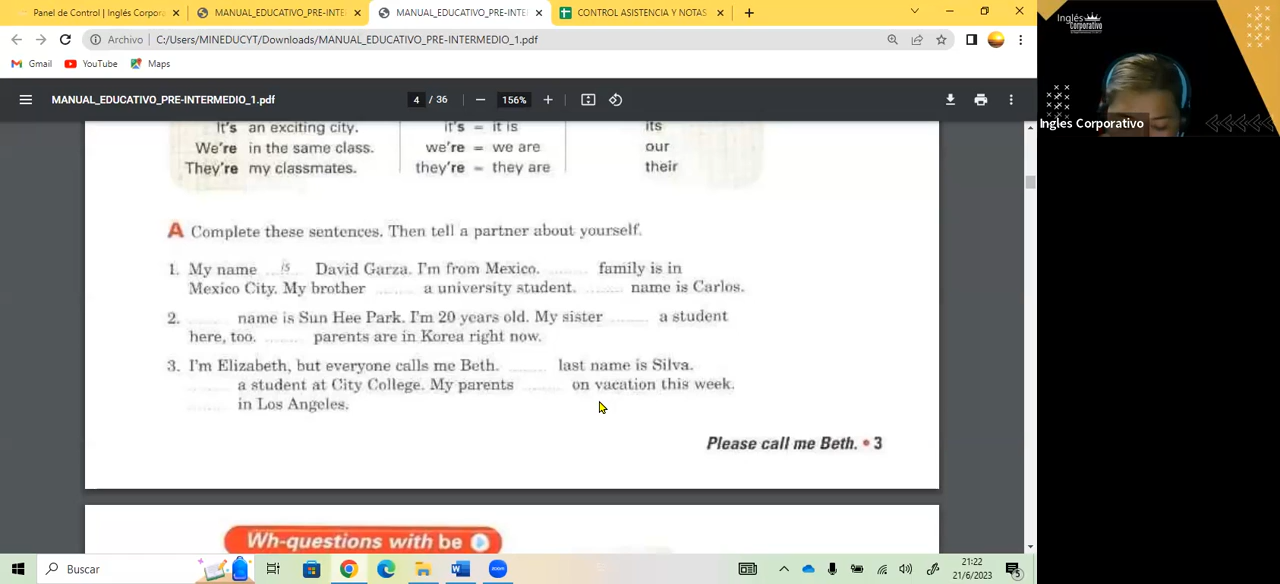 Panel de Control | Inglés Corpora
MANUAL_EDUCATIVO_PRE-INTE
MANUAL_EDUCATIVO_PRE-INTE
CONTROL ASISTENCIA Y NOTAS
Archivo
C:/Users/MINEDUCYT/Downloads/MANUAL_EDUCATIVO_PRE-INTERMEDIO_1.pdf
Gmail
YouTube
Maps
MANUAL_EDUCATIVO_PRE-INTERMEDIO_1.pdf
4 / 36
156%
It's an exciting city. it's = it is its
We're in the same class. we're = we are our
They're my classmates. they're = they are their
A Complete these sentences. Then tell a partner about yourself.
1. My name is David Garza. I'm from Mexico. ........ family is in
Mexico City. My brother ........ a university student. ........ name is Carlos.
2. ........ name is Sun Hee Park. I'm 20 years old. My sister ........ a student
here, too. ........ parents are in Korea right now.
3. I'm Elizabeth, but everyone calls me Beth. ........ last name is Silva.
........ a student at City College. My parents ........ on vacation this week.
........ in Los Angeles.
Please call me Beth. • 3
Wh-questions with be
Inglés
Corporativo
Ingles Corporativo
Buscar
zoom
21:22
21/6/2023
5